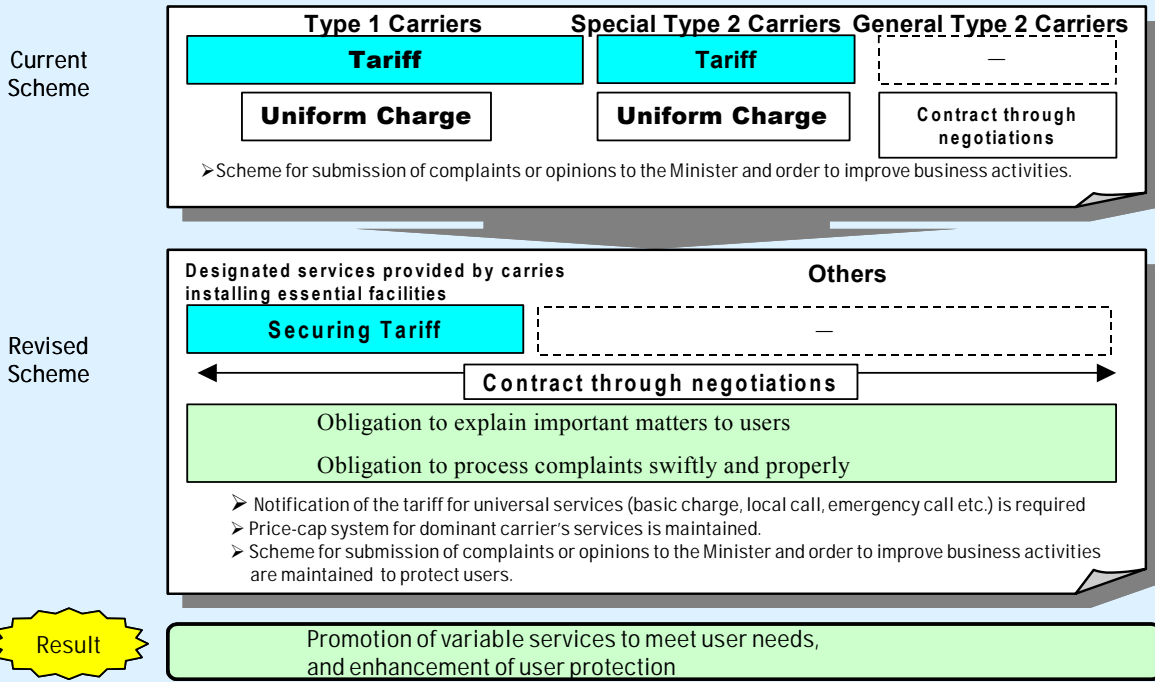 Type 1 Carriers
Special Type 2 Carriers
General Type 2 Carriers
Current
Scheme
Tariff
Tariff
—
Uniform Charge
Uniform Charge
Contract through
negotiations
➢Scheme for submission of complaints or opinions to the Minister and order to improve business activities.
Designated services provided by carries
installing essential facilities
Others
Revised
Scheme
Securing Tariff
—
Contract through negotiations
Obligation to explain important matters to users
Obligation to process complaints swiftly and properly
➢ Notification of the tariff for universal services (basic charge, local call, emergency call etc.) is required
➢ Price-cap system for dominant carrier's services is maintained.
➢ Scheme for submission of complaints or opinions to the Minister and order to improve business activities
are maintained to protect users.
Result
Promotion of variable services to meet user needs,
and enhancement of user protection